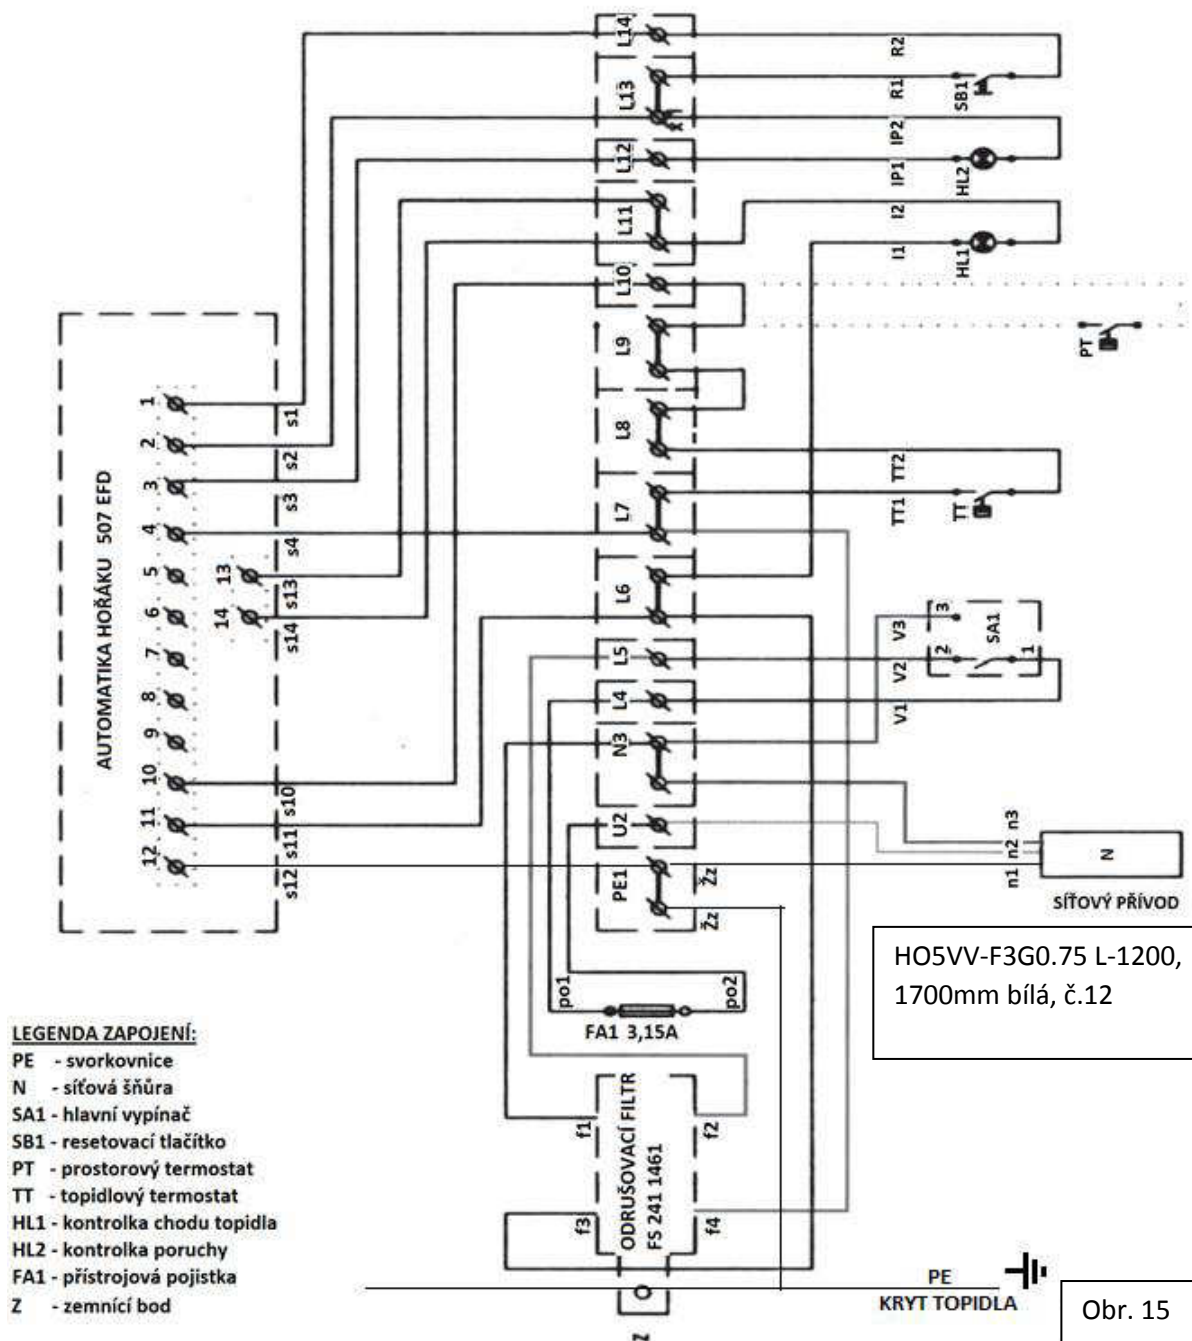 L14
R2
L13
R1
SB1
X1
IP2
L12
IP1
HL2
L11
I2
I1
HL1
L10
L9
PT
L8
TT2
L7
TT1
TT
L6
L5
V3
3
SA1
2
1
V2
L4
V1
N3
U2
n3
n2
n1
N
SÍŤOVÝ PŘÍVOD
PE1
Žz
Žz
AUTOMATIKA HOŘÁKU 507 EFD
1
2
3
4
5
6
7
8
9
10
11
12
13
14
s1
s2
s3
s4
s13
s14
s10
s11
s12
HO5VV-F3G0.75 L-1200,
1700mm bílá, č.12
po1
po2
FA1 3,15A
LEGENDA ZAPOJENÍ:
PE - svorkovnice
N - síťová šňůra
SA1 - hlavní vypínač
SB1 - resetovací tlačítko
PT - prostorový termostat
TT - topidlový termostat
HL1 - kontrolka chodu topidla
HL2 - kontrolka poruchy
FA1 - přístrojová pojistka
Z - zemnící bod
f1
f2
f3
f4
ODRUŠOVACÍ FILTR
FS 241 1461
Z
PE
KRYT TOPIDLA
Obr. 15